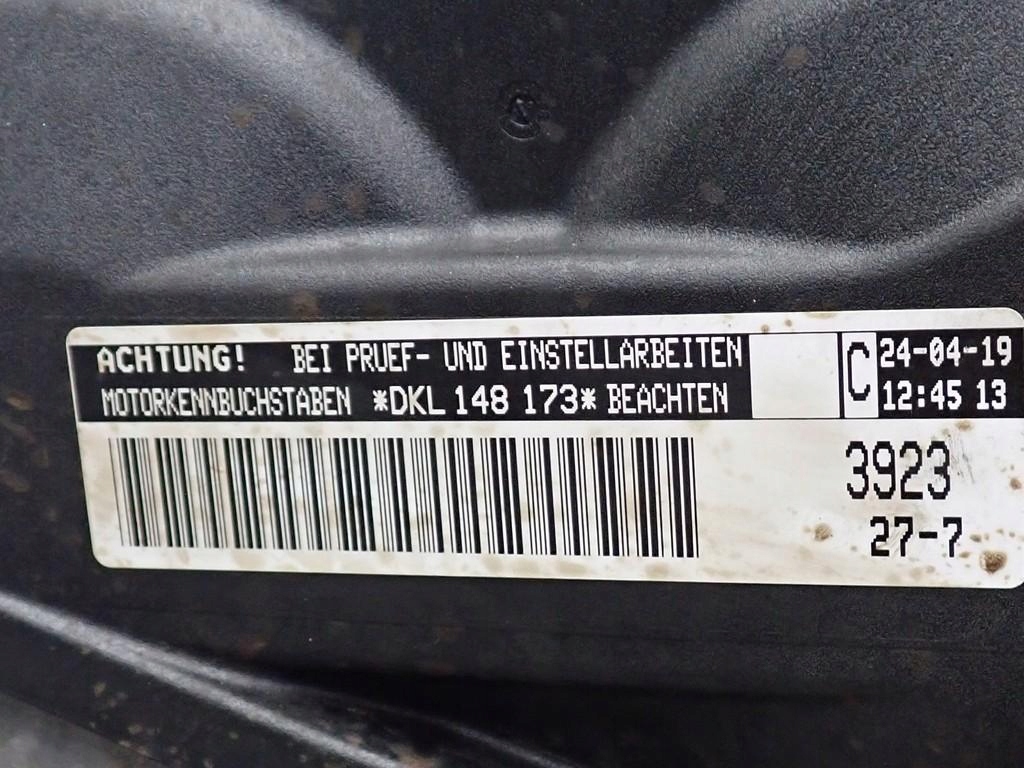 ACHTUNG! BEI PRUEF- UND EINSTELLARBEITEN
MOTORKENNBUCHSTABEN *DKL 148 173* BEACHTEN
C
24-04-19
12:45 13
3923
27-7